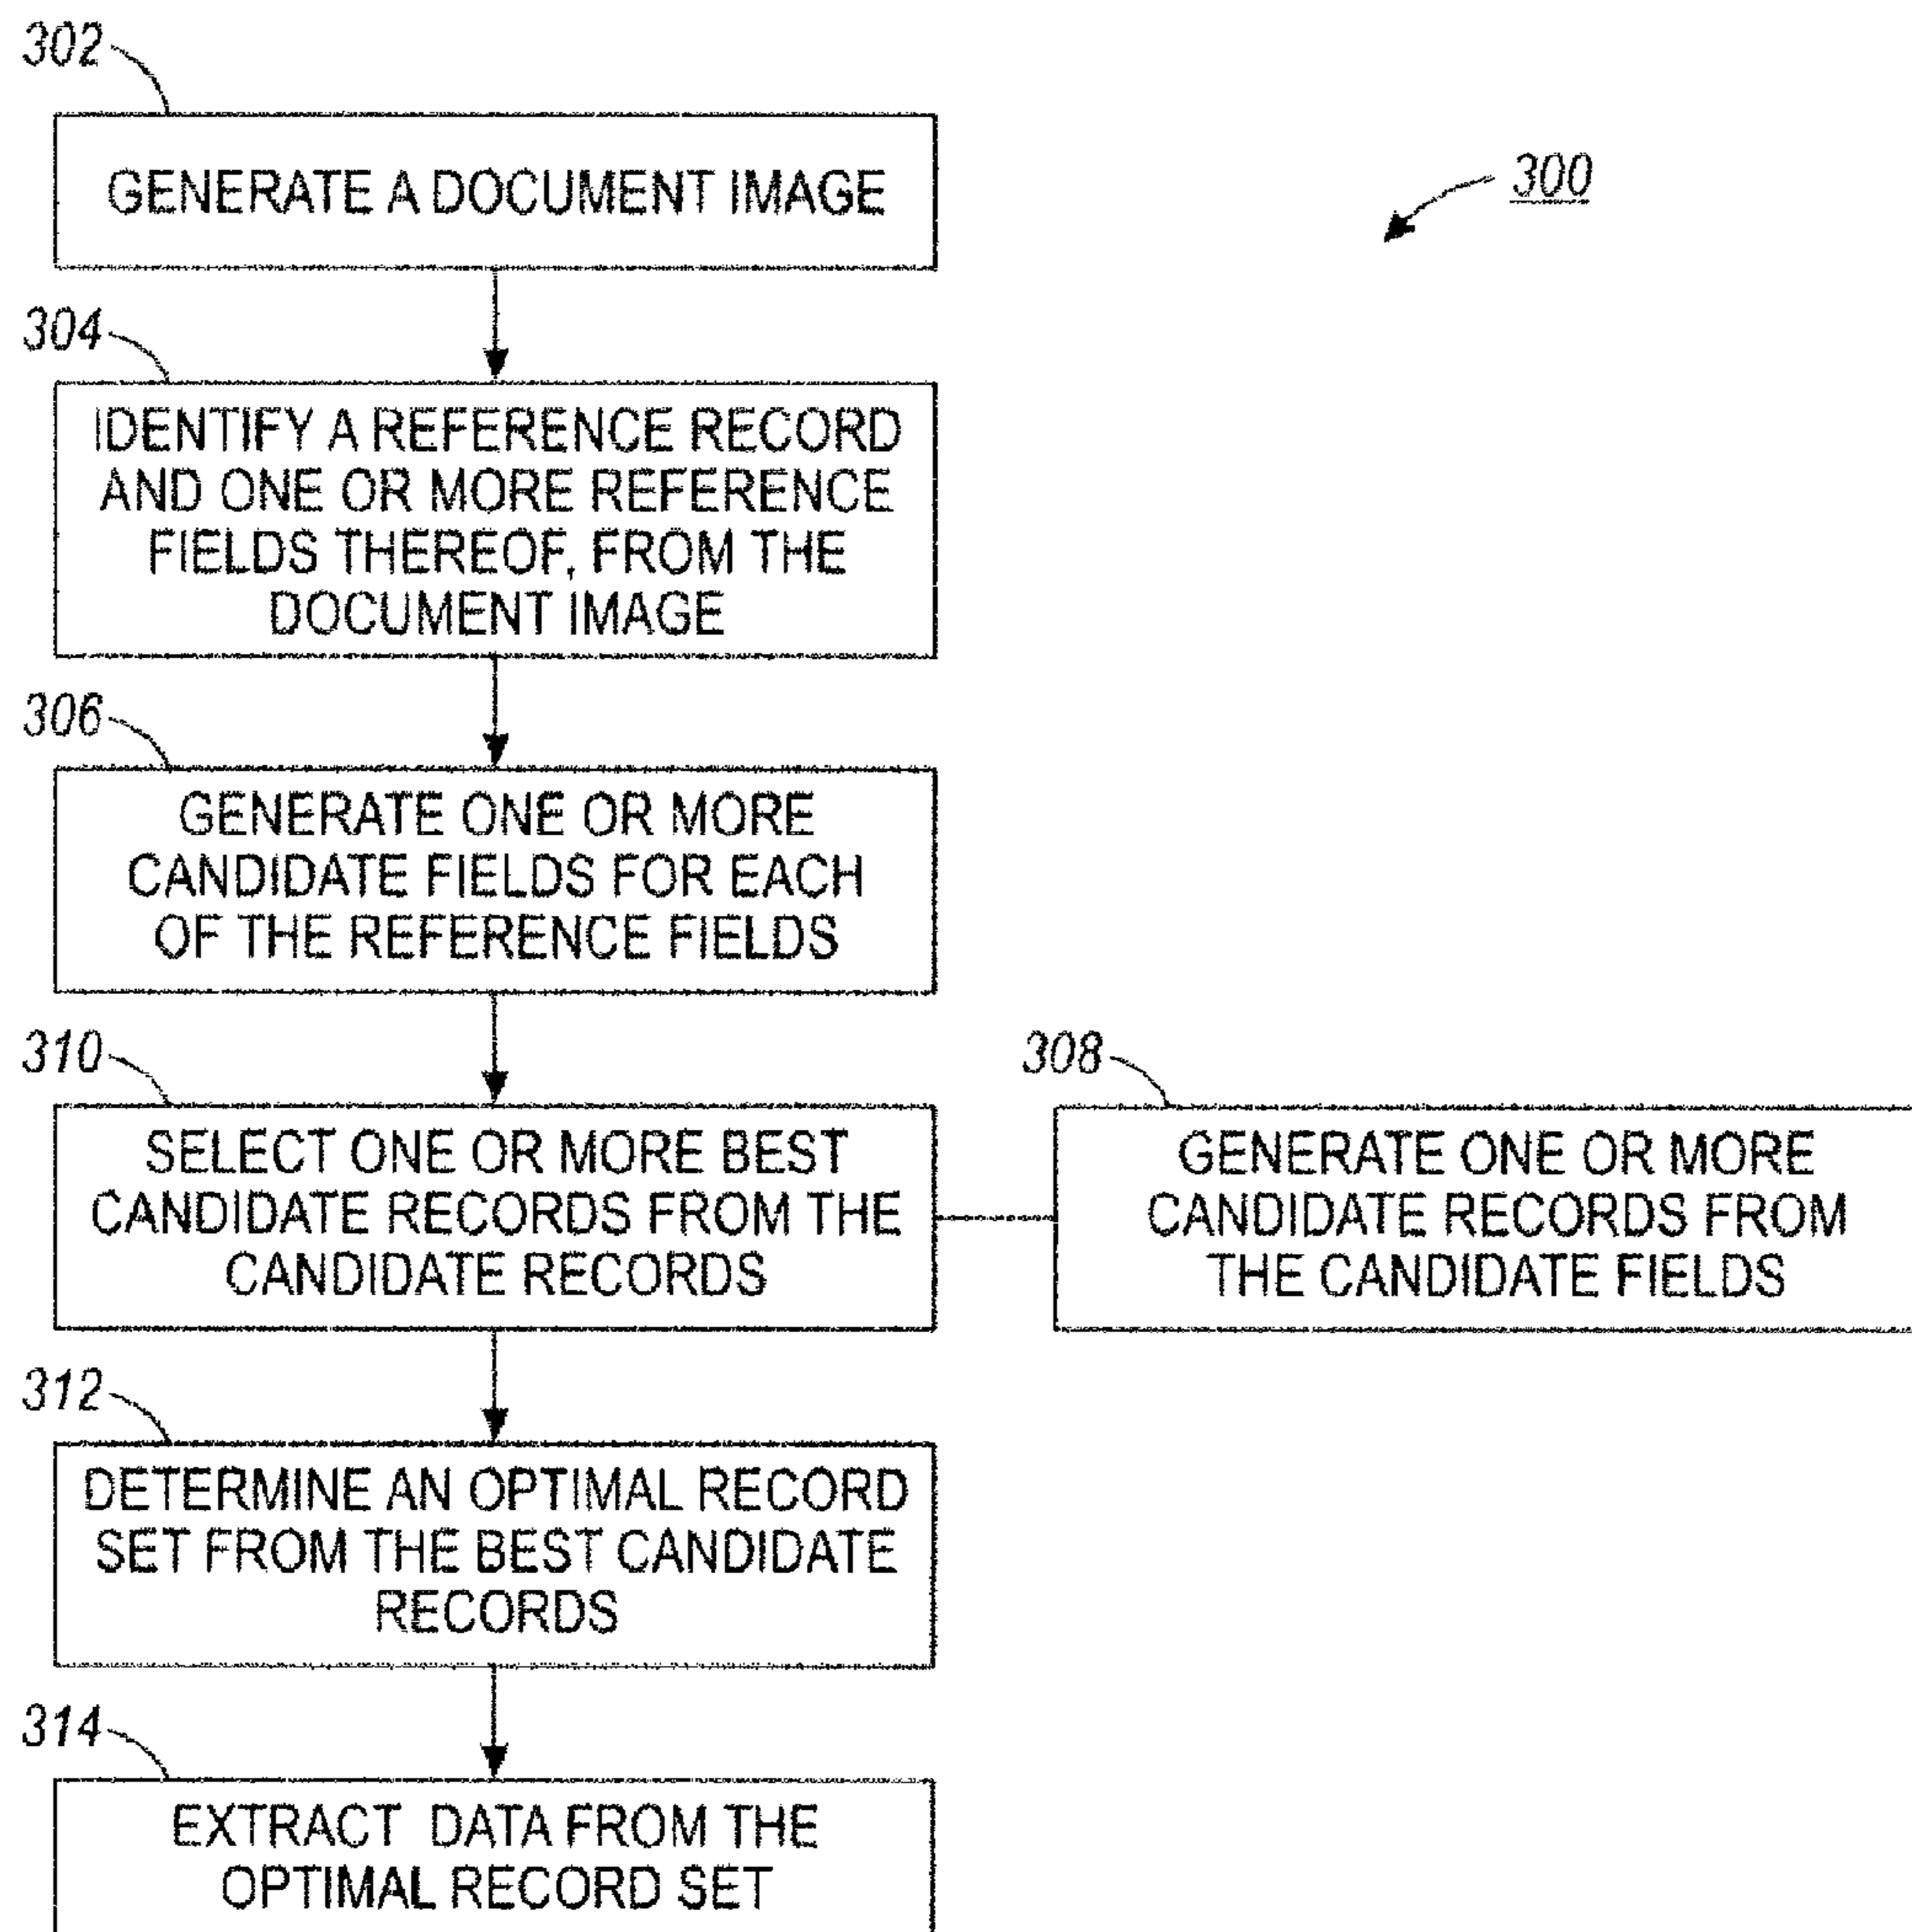 302
GENERATE A DOCUMENT IMAGE
300
304
IDENTIFY A REFERENCE RECORD
AND ONE OR MORE REFERENCE
FIELDS THEREOF, FROM THE
DOCUMENT IMAGE
306
GENERATE ONE OR MORE
CANDIDATE FIELDS FOR EACH
OF THE REFERENCE FIELDS
310
SELECT ONE OR MORE BEST
CANDIDATE RECORDS FROM THE
CANDIDATE RECORDS
308
GENERATE ONE OR MORE
CANDIDATE RECORDS FROM
THE CANDIDATE FIELDS
312
DETERMINE AN OPTIMAL RECORD
SET FROM THE BEST CANDIDATE
RECORDS
314
EXTRACT DATA FROM THE
OPTIMAL RECORD SET